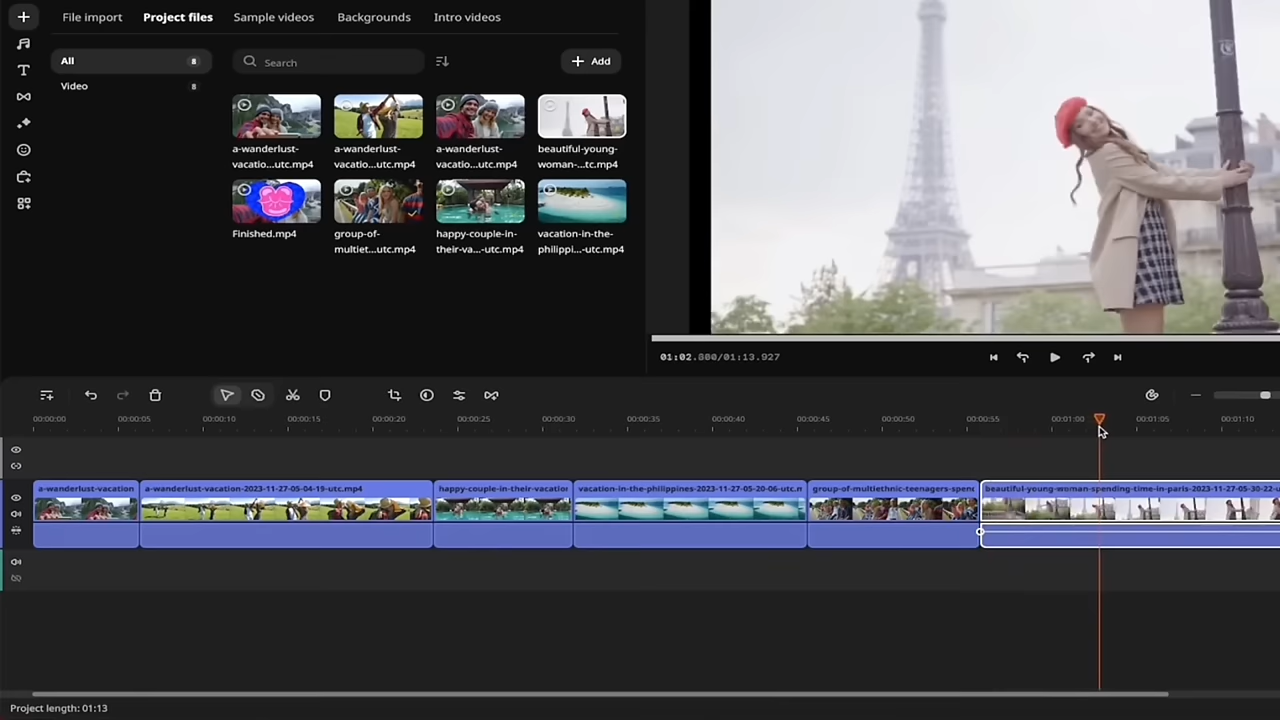 File import
Project files
Sample videos
Backgrounds
Intro videos
All 8
Search
Add
Video 8
a-wanderlust-
vacatio...utc.mp4
a-wanderlust-
vacatio...utc.mp4
a-wanderlust-
vacatio...utc.mp4
beautiful-young-
woman-...tc.mp4
Finished.mp4
group-of-
multiet...utc.mp4
happy-couple-in-
their-va...-utc.mp4
vacation-in-the-
philippi...-utc.mp4
01:02.800/01:13.927
00:00:00 00:00:05 00:00:10 00:00:15 00:00:20 00:00:25 00:00:30 00:00:35 00:00:40 00:00:45 00:00:50 00:00:55 00:01:00 00:01:05 00:01:10
a-wanderlust-vacation
a-wanderlust-vacation-2023-11-27-05-04-19-utc.mp4
happy-couple-in-their-vacation
vacation-in-the-philippines-2023-11-27-05-20-06-utc.n
group-of-multiethnic-teenagers-spend
beautiful-young-woman-spending-time-in-paris-2023-11-27-05-30-22-u
Project length: 01:13